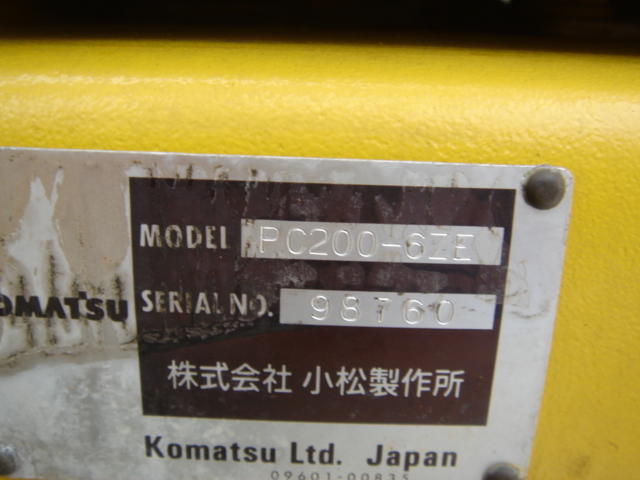 MODEL PC200-6ZE
SERIAL NO. 98760
KOMATSU
株式会社 小松製作所
Komatsu Ltd. Japan
09601-00835